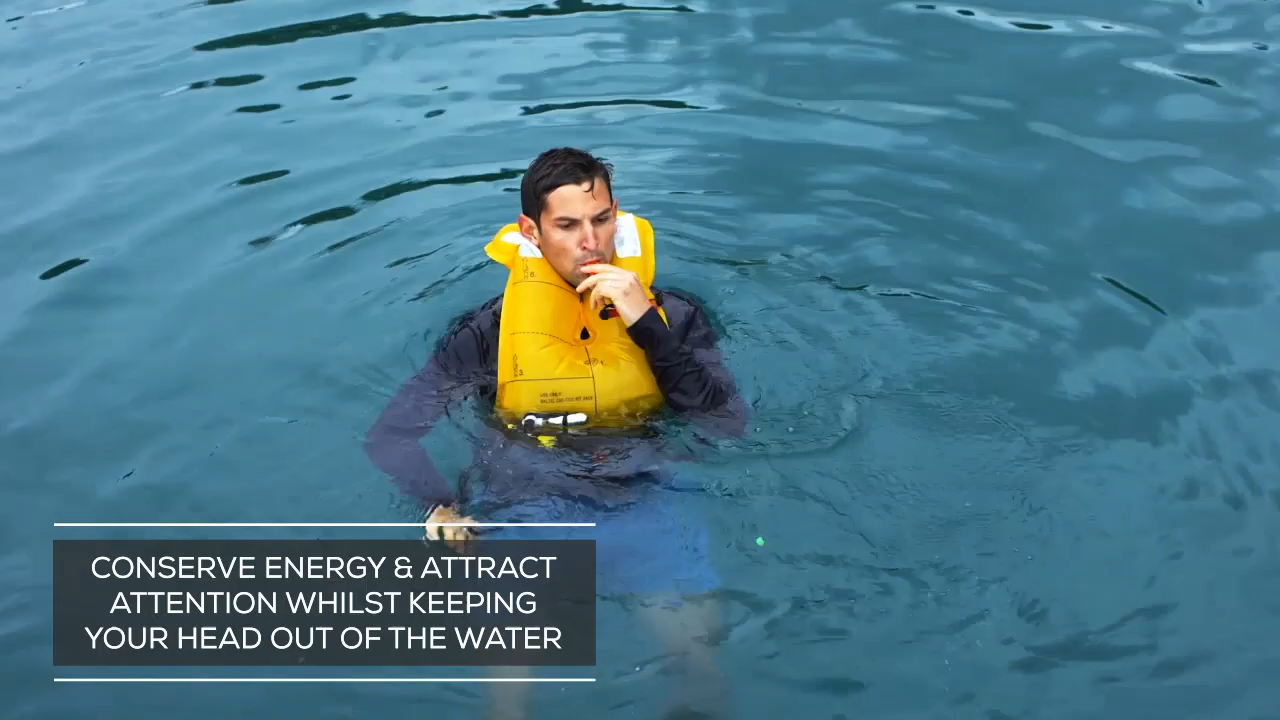 CONSERVE ENERGY & ATTRACT
ATTENTION WHILST KEEPING
YOUR HEAD OUT OF THE WATER